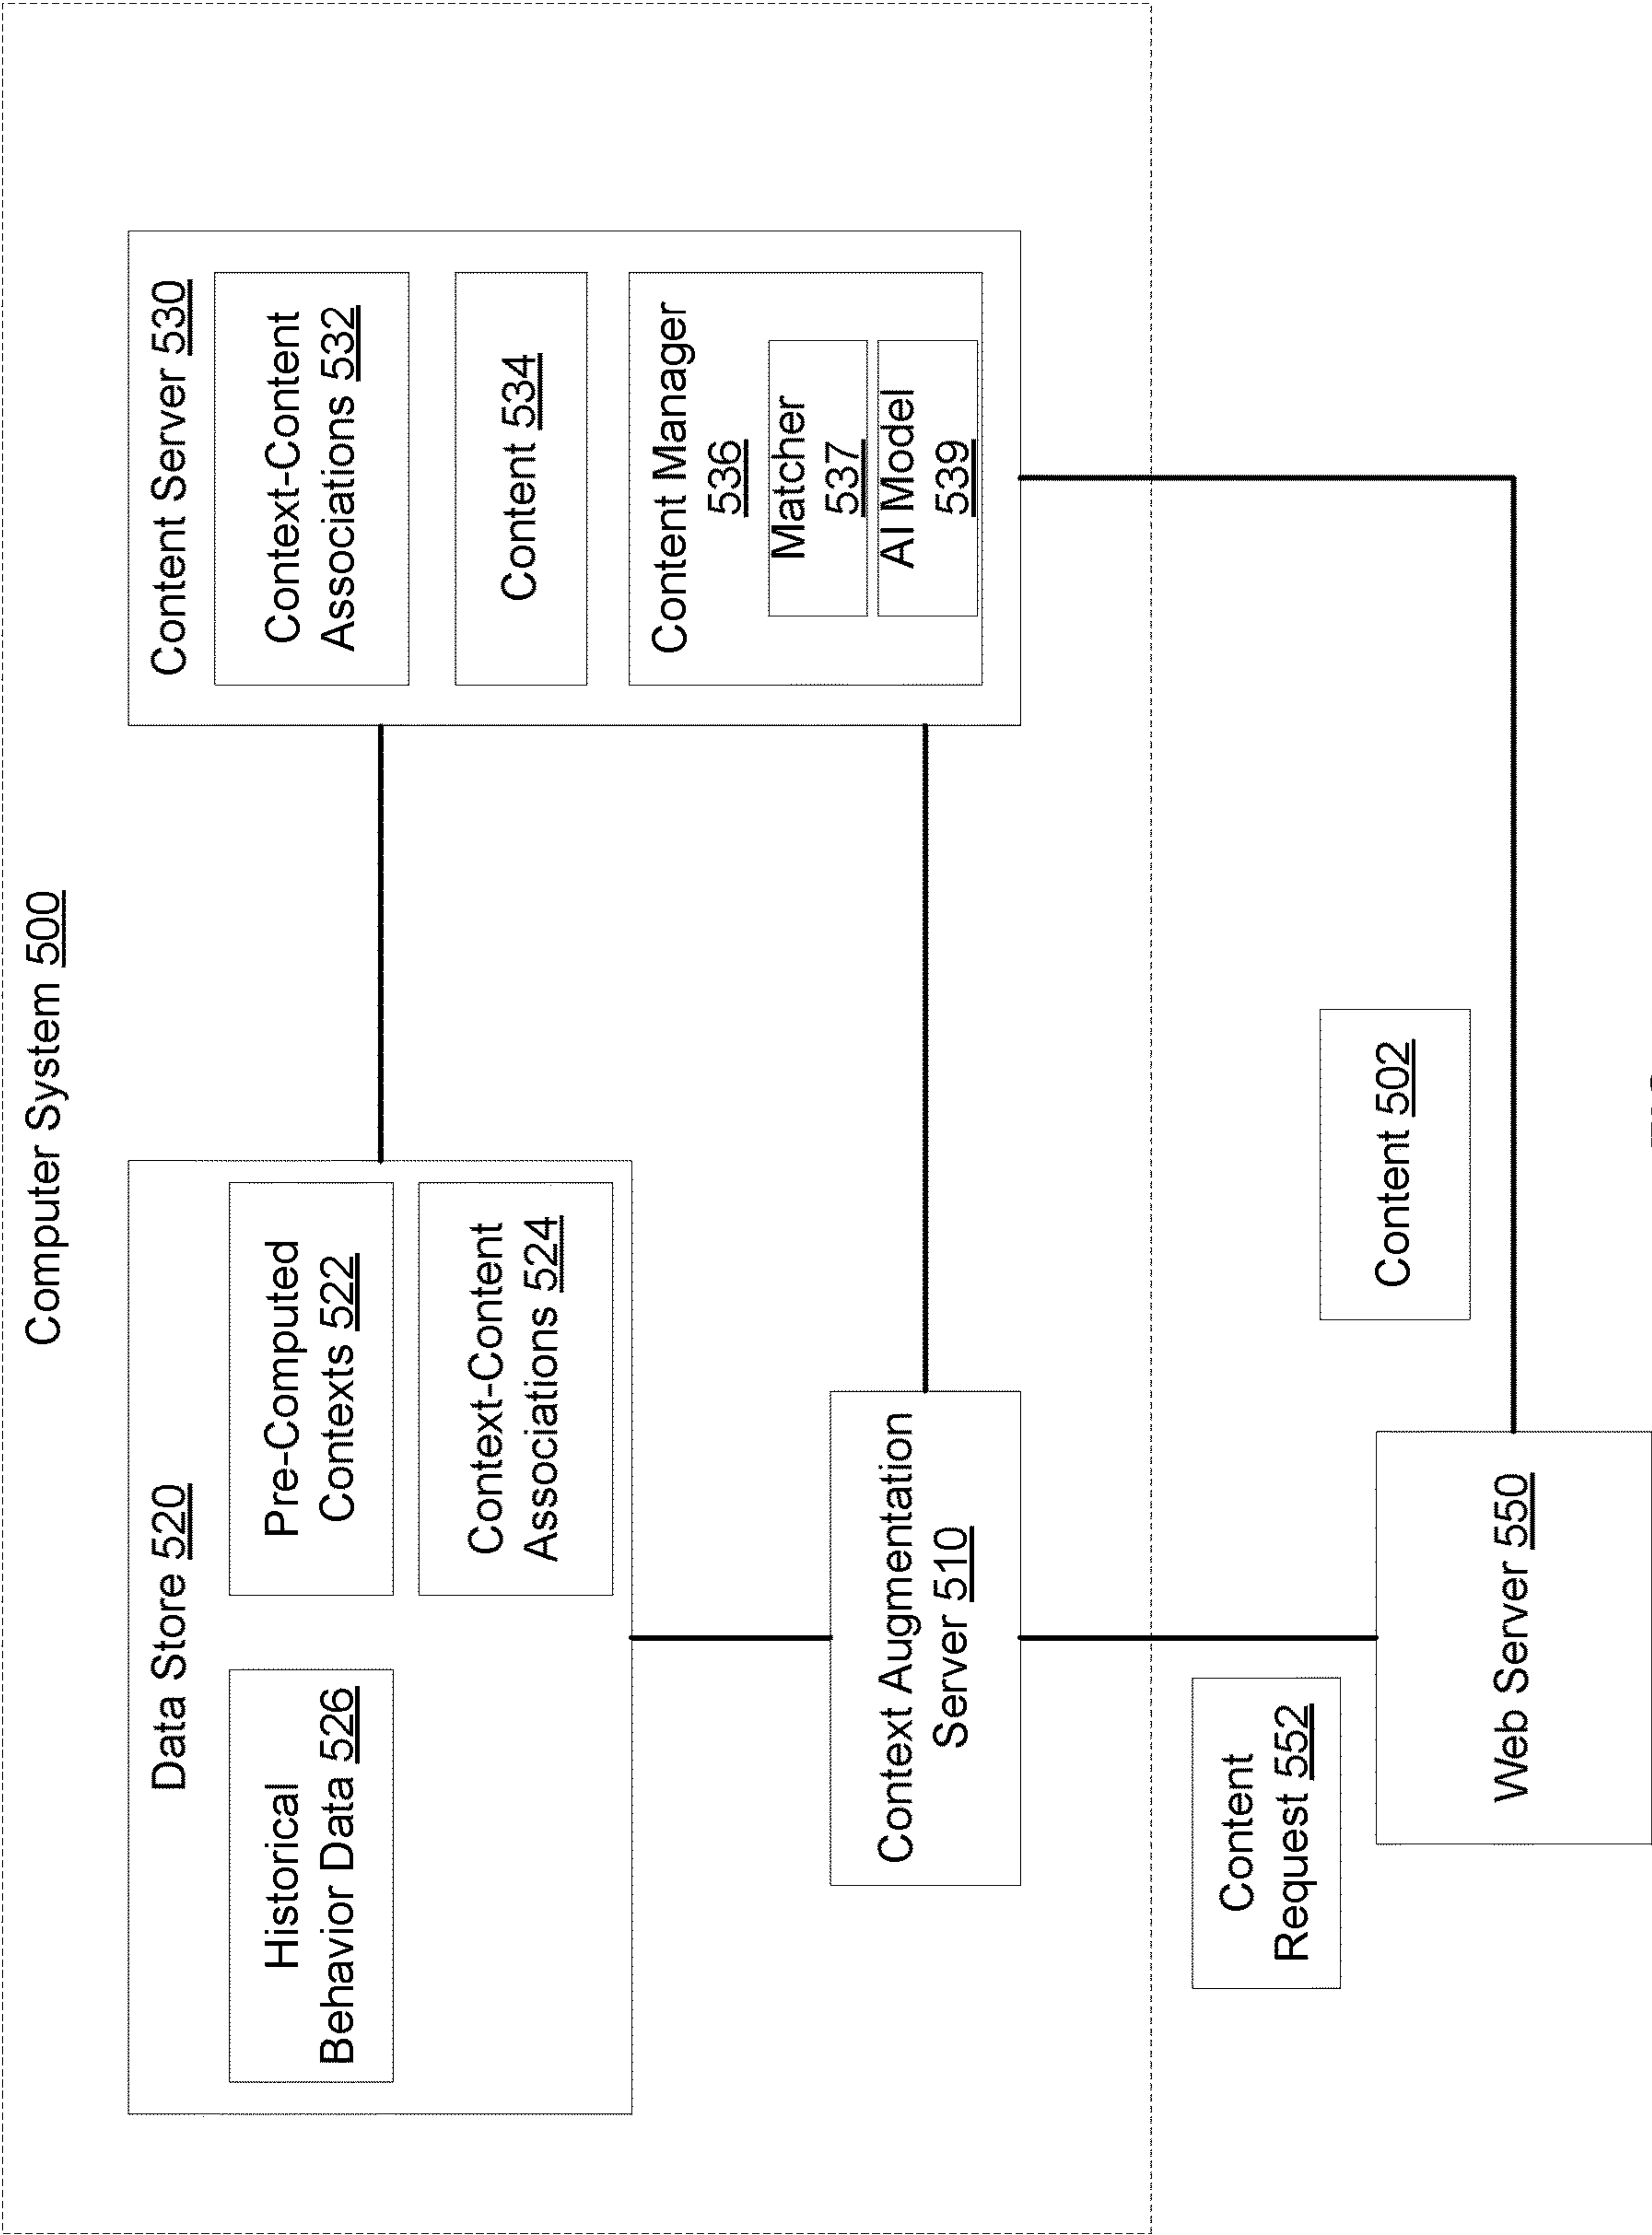 Computer System 500
Data Store 520
Historical
Behavior Data 526
Pre-Computed
Contexts 522
Context-Content
Associations 524
Content Server 530
Context-Content
Associations 532
Content 534
Content Manager
536
Matcher
537
AI Model
539
Context Augmentation
Server 510
Content
Request 552
Content 502
Web Server 550